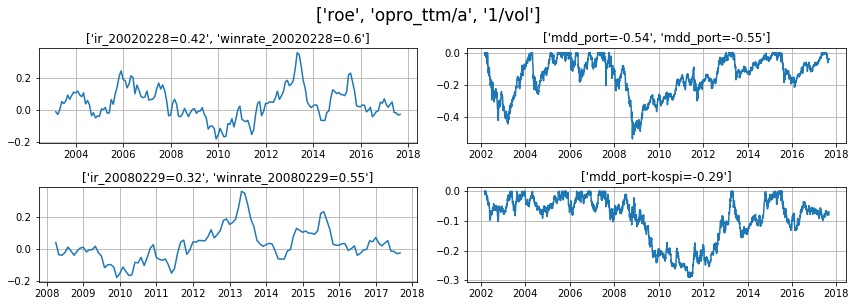 ['roe', 'opro_ttm/a', '1/vol']
['ir_20020228=0.42', 'winrate_20020228=0.6']
0.2
0.0
−0.2
2004 2006 2008 2010 2012 2014 2016 2018
['mdd_port=-0.54', 'mdd_port=-0.55']
0.0
−0.2
−0.4
2002 2004 2006 2008 2010 2012 2014 2016 2018
['ir_20080229=0.32', 'winrate_20080229=0.55']
0.2
0.0
−0.2
2008 2009 2010 2011 2012 2013 2014 2015 2016 2017 2018
['mdd_port-kospi=-0.29']
0.0
−0.1
−0.2
−0.3
2002 2004 2006 2008 2010 2012 2014 2016 2018